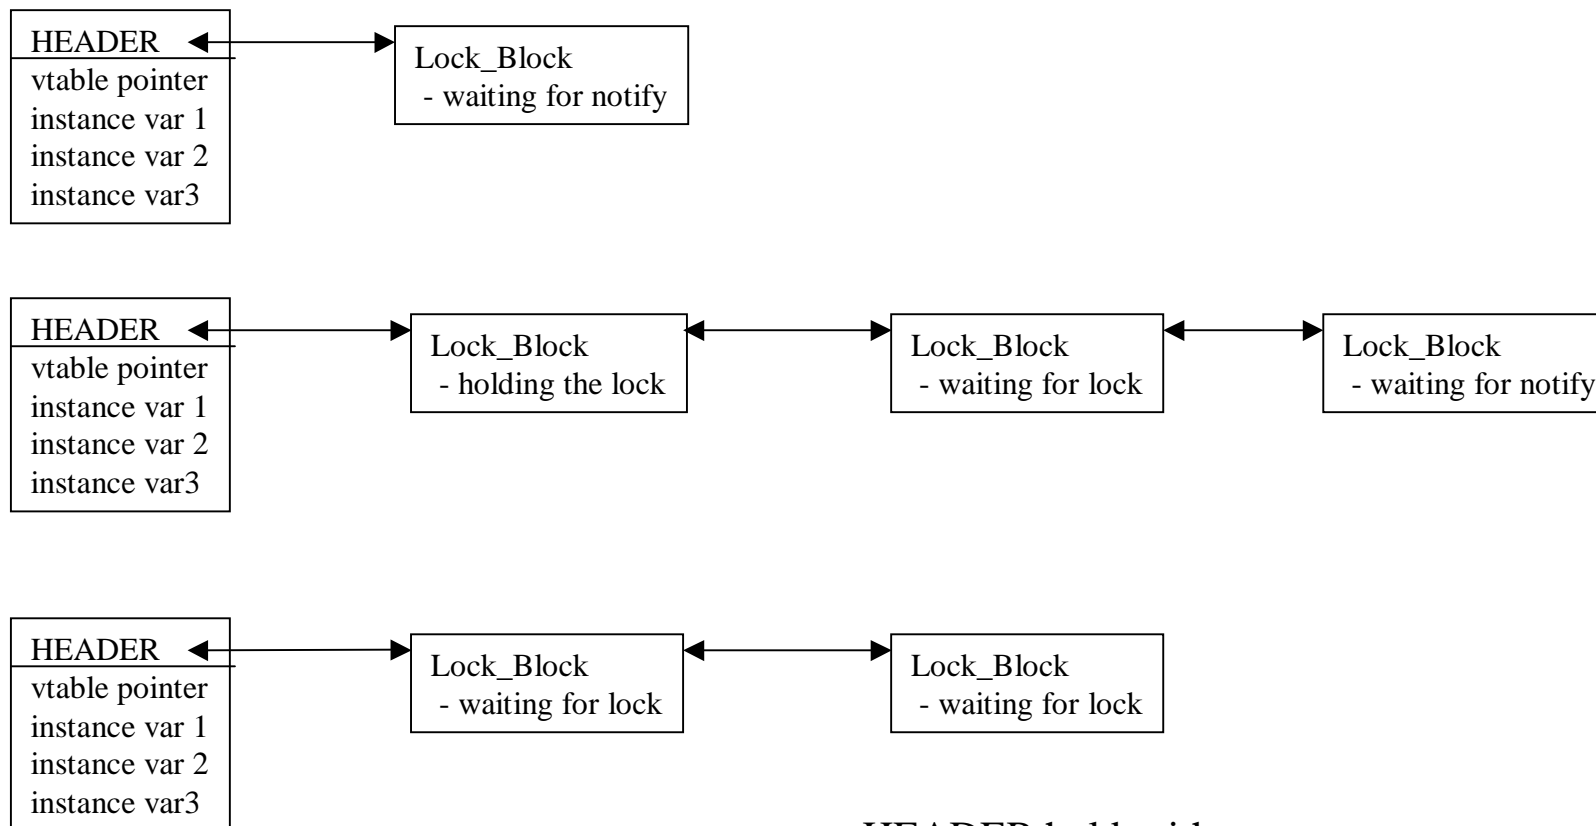 HEADER
vtable pointer
instance var 1
instance var 2
instance var3
Lock_Block
- waiting for notify
HEADER
vtable pointer
instance var 1
instance var 2
instance var3
Lock_Block
- holding the lock
Lock_Block
- waiting for lock
Lock_Block
- waiting for notify
HEADER
vtable pointer
instance var 1
instance var 2
instance var3
Lock_Block
- waiting for lock
Lock_Block
- waiting for lock
HEADER